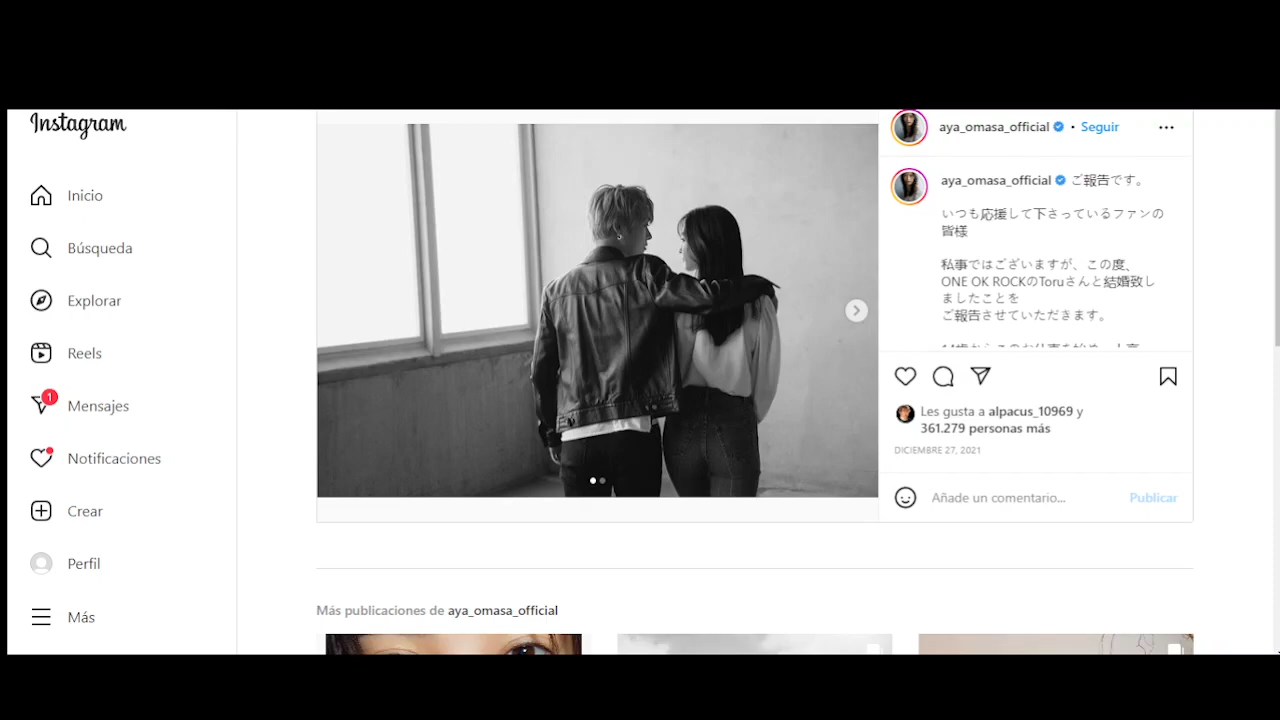 Instagram
Inicio
Búsqueda
Explorar
Reels
1
Mensajes
Notificaciones
Crear
Perfil
Más
aya_omasa_official • Seguir
aya_omasa_official ご報告です。
いつも応援して下さっているファンの
皆様
私事ではございますが、この度、
ONE OK ROCKのToruさんと結婚致し
ましたことを
ご報告させていただきます。
Les gusta a alpacus_10969 y
361.279 personas más
DICIEMBRE 27, 2021
Añade un comentario...
Publicar
Más publicaciones de aya_omasa_official